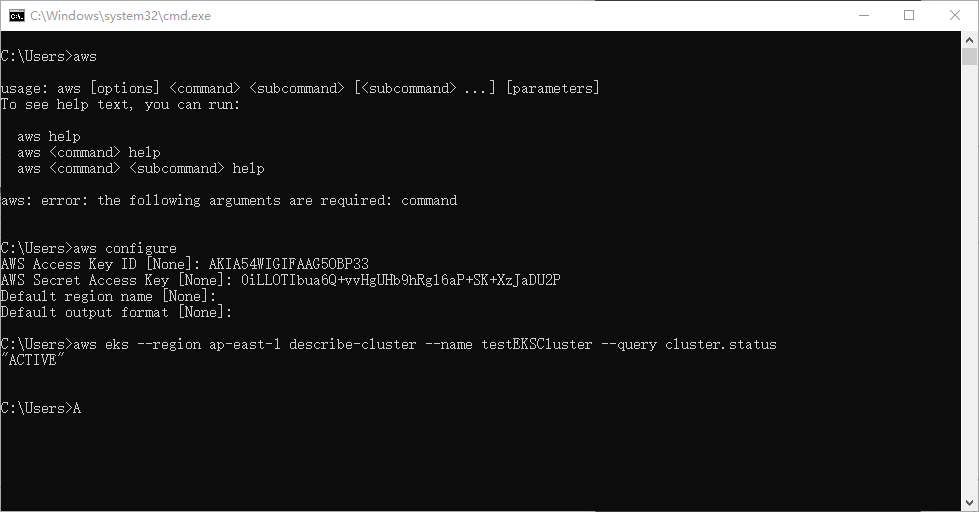 C:\Windows\system32\cmd.exe
C:\Users>aws
usage: aws [options] <command> <subcommand> [<subcommand> ...] [parameters]
To see help text, you can run:
aws help
aws <command> help
aws <command> <subcommand> help
aws: error: the following arguments are required: command
C:\Users>aws configure
AWS Access Key ID [None]: AKIA54WIGIFAAG5OBP33
AWS Secret Access Key [None]: 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
Default region name [None]:
Default output format [None]:
C:\Users>aws eks --region ap-east-1 describe-cluster --name testEKSCluster --query cluster.status
"ACTIVE"
C:\Users>A